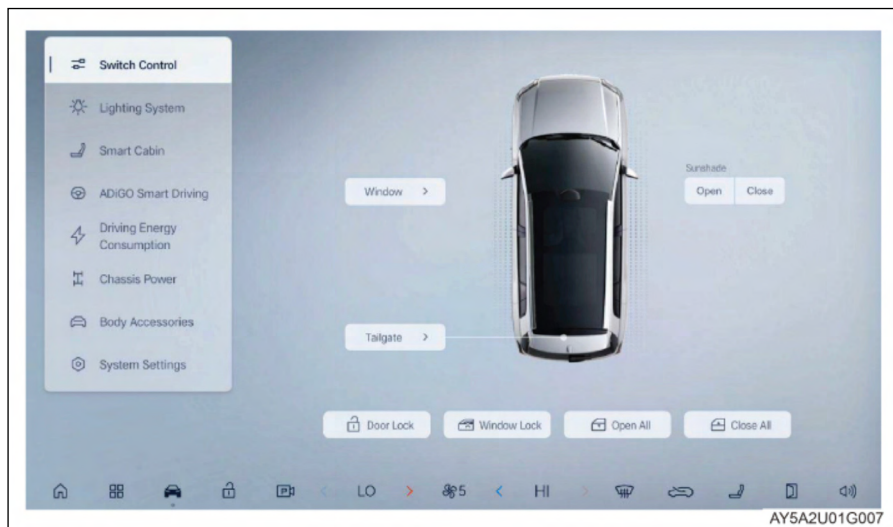 Switch Control
Lighting System
Smart Cabin
ADiGO Smart Driving
Driving Energy
Consumption
Chassis Power
Body Accessories
System Settings
Window >
Tailgate >
Sunshade
Open Close
Door Lock Window Lock Open All Close All
P < LO > 5 < HI >
AY5A2U01G007